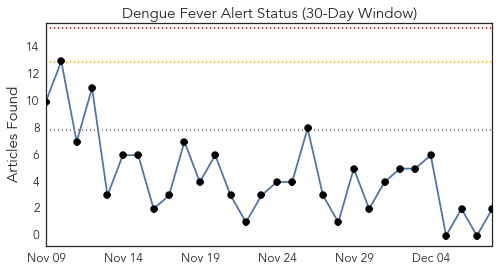 Dengue Fever Alert Status (30-Day Window)
Articles Found
14
12
10
8
6
4
2
0
Nov 09 Nov 14 Nov 19 Nov 24 Nov 29 Dec 04